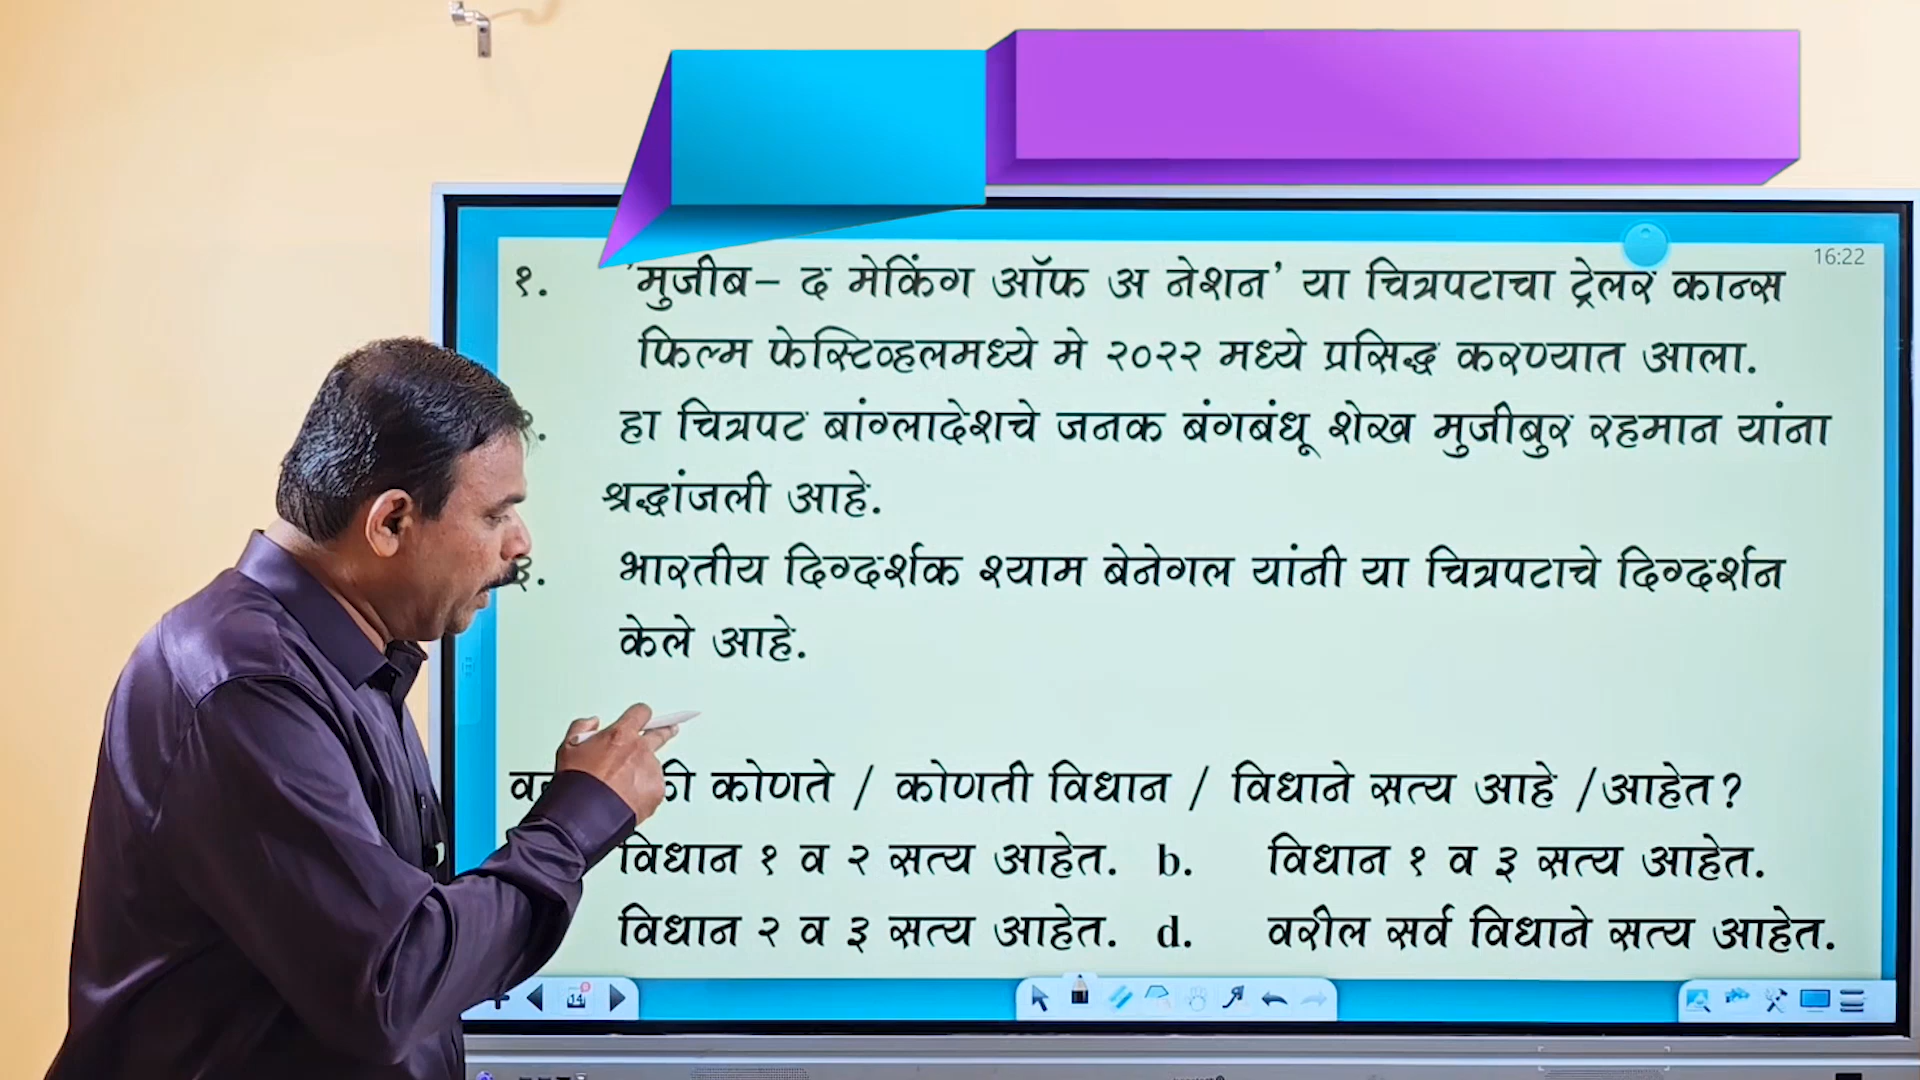 16:22
१. 'मुजीब– द मेकिंग ऑफ अ नेशन' या चित्रपटाचा ट्रेलर कान्स
फिल्म फेस्टिव्हलमध्ये मे २०२२ मध्ये प्रसिद्ध करण्यात आला.
हा चित्रपट बांग्लादेशचे जनक बंगबंधू शेख मुजीबुर रहमान यांना
श्रद्धांजली आहे.
३. भारतीय दिग्दर्शक श्याम बेनेगल यांनी या चित्रपटाचे दिग्दर्शन
केले आहे.
कोणते / कोणती विधान / विधाने सत्य आहे /आहेत?
विधान १ व २ सत्य आहेत. b. विधान १ व ३ सत्य आहेत.
विधान २ व ३ सत्य आहेत. d. वरील सर्व विधाने सत्य आहेत.
14